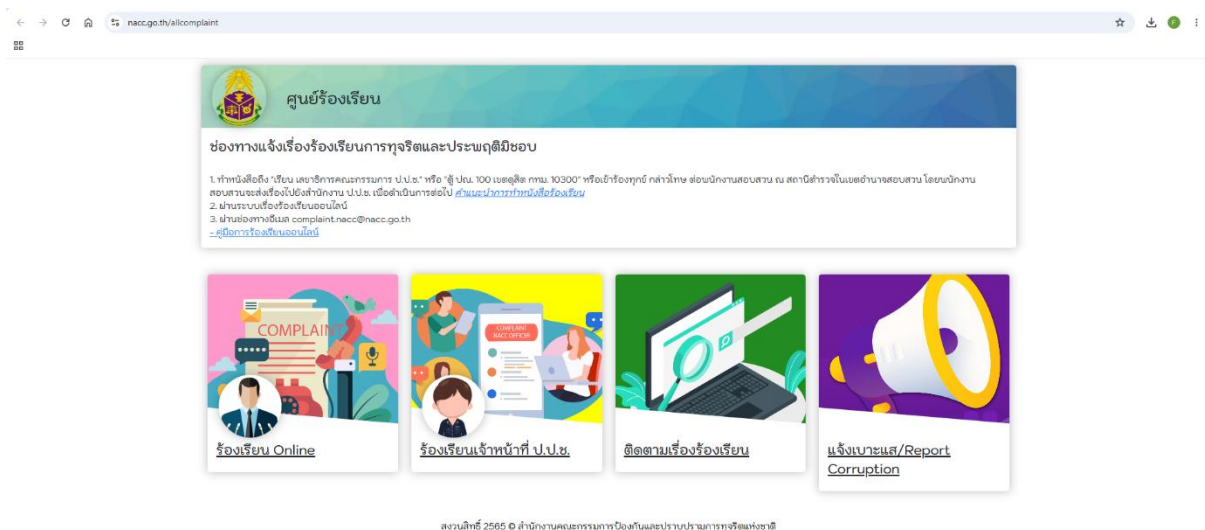 nacc.go.th/allcomplaint
F
ศูนย์ร้องเรียน
ช่องทางแจ้งเรื่องร้องเรียนการทุจริตและประพฤติมิชอบ
1. ทำหนังสือถึง "เรียน เลขาธิการคณะกรรมการ ป.ป.ช." หรือ "ตู้ ปณ. 100 เขตดุสิต กทม. 10300" หรือเข้าร้องทุกข์ กล่าวโทษ ต่อพนักงานสอบสวน ณ สถานีตำรวจในเขตอำนาจสอบสวน โดยพนักงาน
สอบสวนจะส่งเรื่องไปยังสำนักงาน ป.ป.ช. เพื่อดำเนินการต่อไป คำแนะนำการทำหนังสือร้องเรียน
2. ผ่านระบบเรื่องร้องเรียนออนไลน์
3. ผ่านช่องทางอีเมล complaint.nacc@nacc.go.th
- คู่มือการร้องเรียนออนไลน์
COMPLAINT
COMPLAINT
NACC OFFICER
ร้องเรียน Online
ร้องเรียนเจ้าหน้าที่ ป.ป.ช.
ติดตามเรื่องร้องเรียน
แจ้งเบาะแส/Report
Corruption
สงวนสิทธิ์ 2565 © สำนักงานคณะกรรมการป้องกันและปราบปรามการทุจริตแห่งชาติ